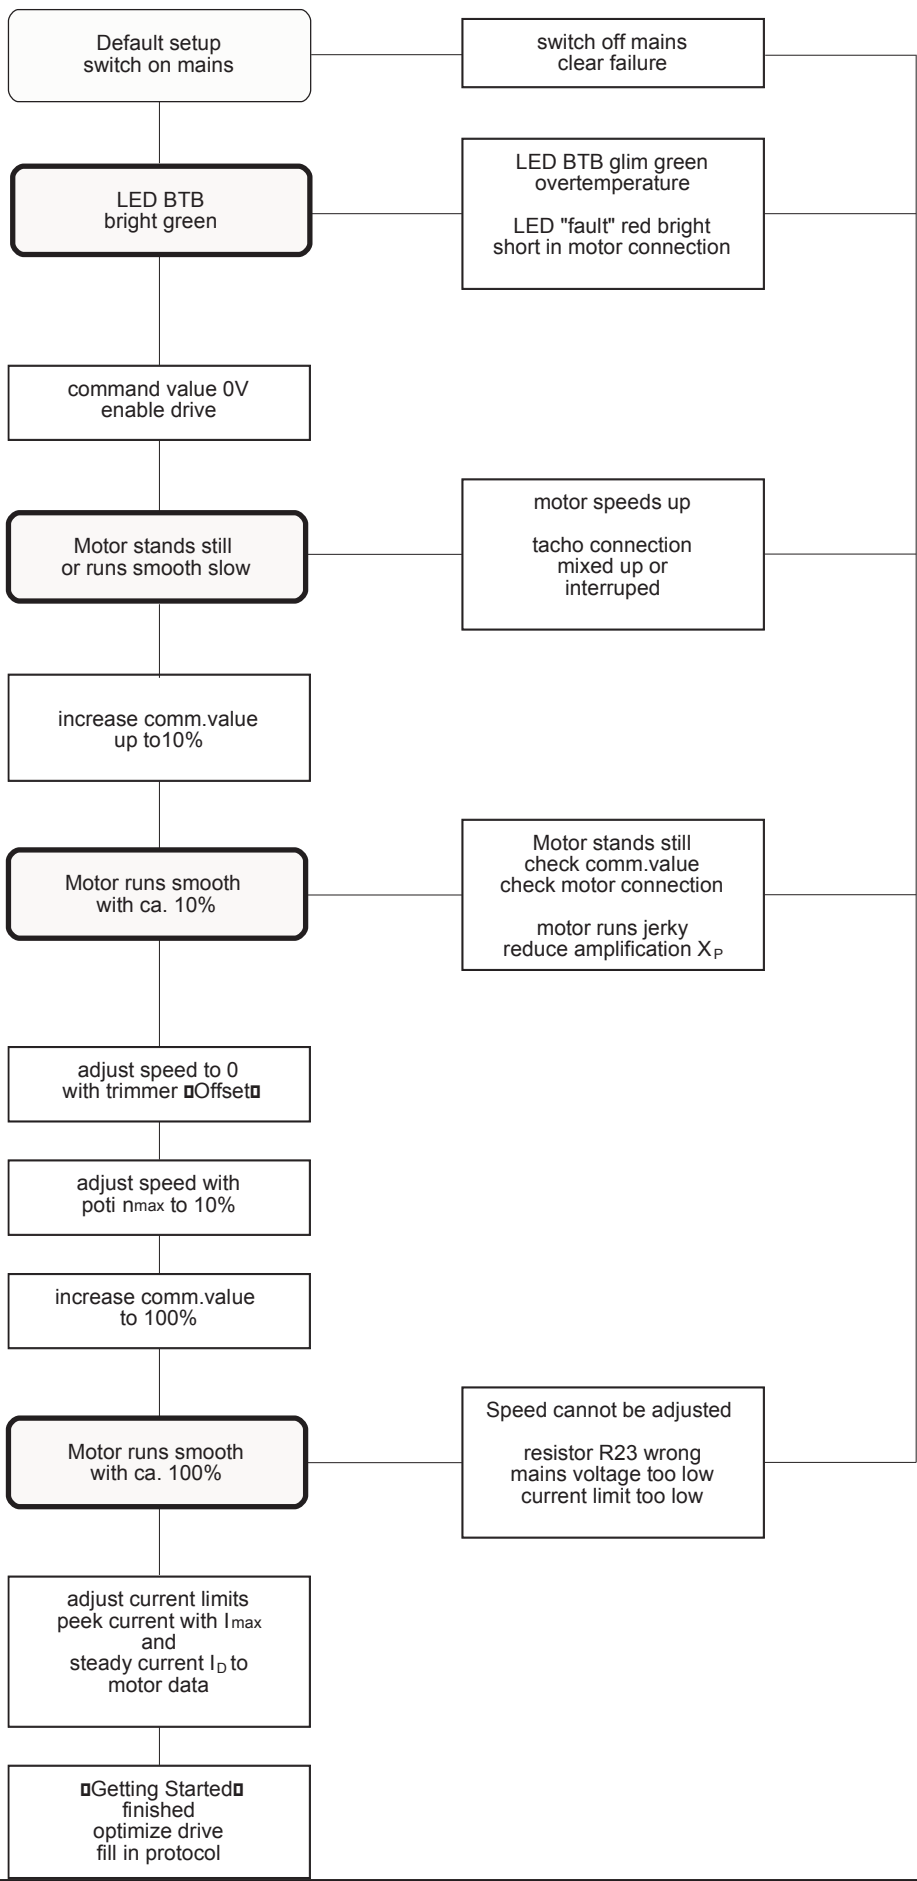 Default setup
switch on mains
switch off mains
clear failure
LED BTB
bright green
LED BTB glim green
overtemperature
LED "fault" red bright
short in motor connection
command value 0V
enable drive
Motor stands still
or runs smooth slow
motor speeds up
tacho connection
mixed up or
interruped
increase comm.value
up to10%
Motor runs smooth
with ca. 10%
Motor stands still
check comm.value
check motor connection
motor runs jerky
reduce amplification XP
adjust speed to 0
with trimmer ▯Offset▯
adjust speed with
poti nmax to 10%
increase comm.value
to 100%
Motor runs smooth
with ca. 100%
Speed cannot be adjusted
resistor R23 wrong
mains voltage too low
current limit too low
adjust current limits
peek current with Imax
and
steady current ID to
motor data
▯Getting Started▯
finished
optimize drive
fill in protocol